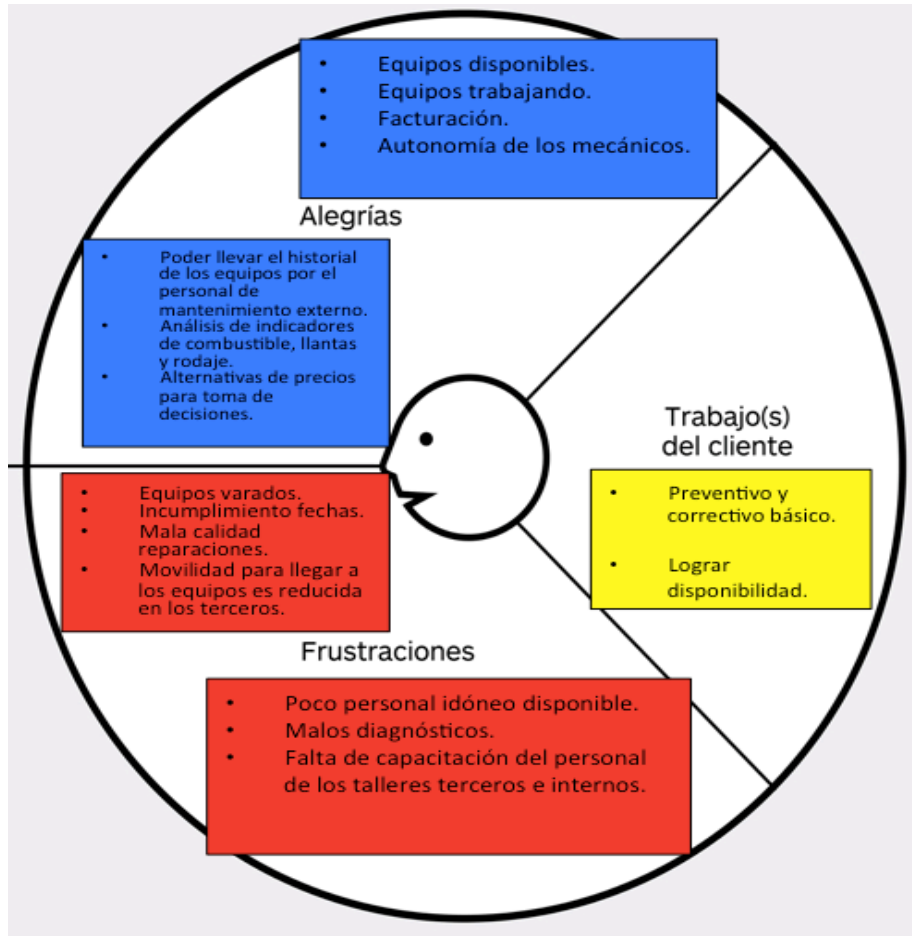 • Equipos disponibles.
• Equipos trabajando.
• Facturación.
• Autonomía de los mecánicos.
Alegrías
• Poder llevar el historial
de los equipos por el
personal de
mantenimiento externo.
• Análisis de indicadores
de combustible, llantas
y rodaje.
• Alternativas de precios
para toma de
decisiones.
Trabajo(s)
del cliente
• Preventivo y
correctivo básico.
• Lograr
disponibilidad.
• Equipos varados.
• Incumplimiento fechas.
• Mala calidad
reparaciones.
• Movilidad para llegar a
los equipos es reducida
en los terceros.
Frustraciones
• Poco personal idóneo disponible.
• Malos diagnósticos.
• Falta de capacitación del personal
de los talleres terceros e internos.